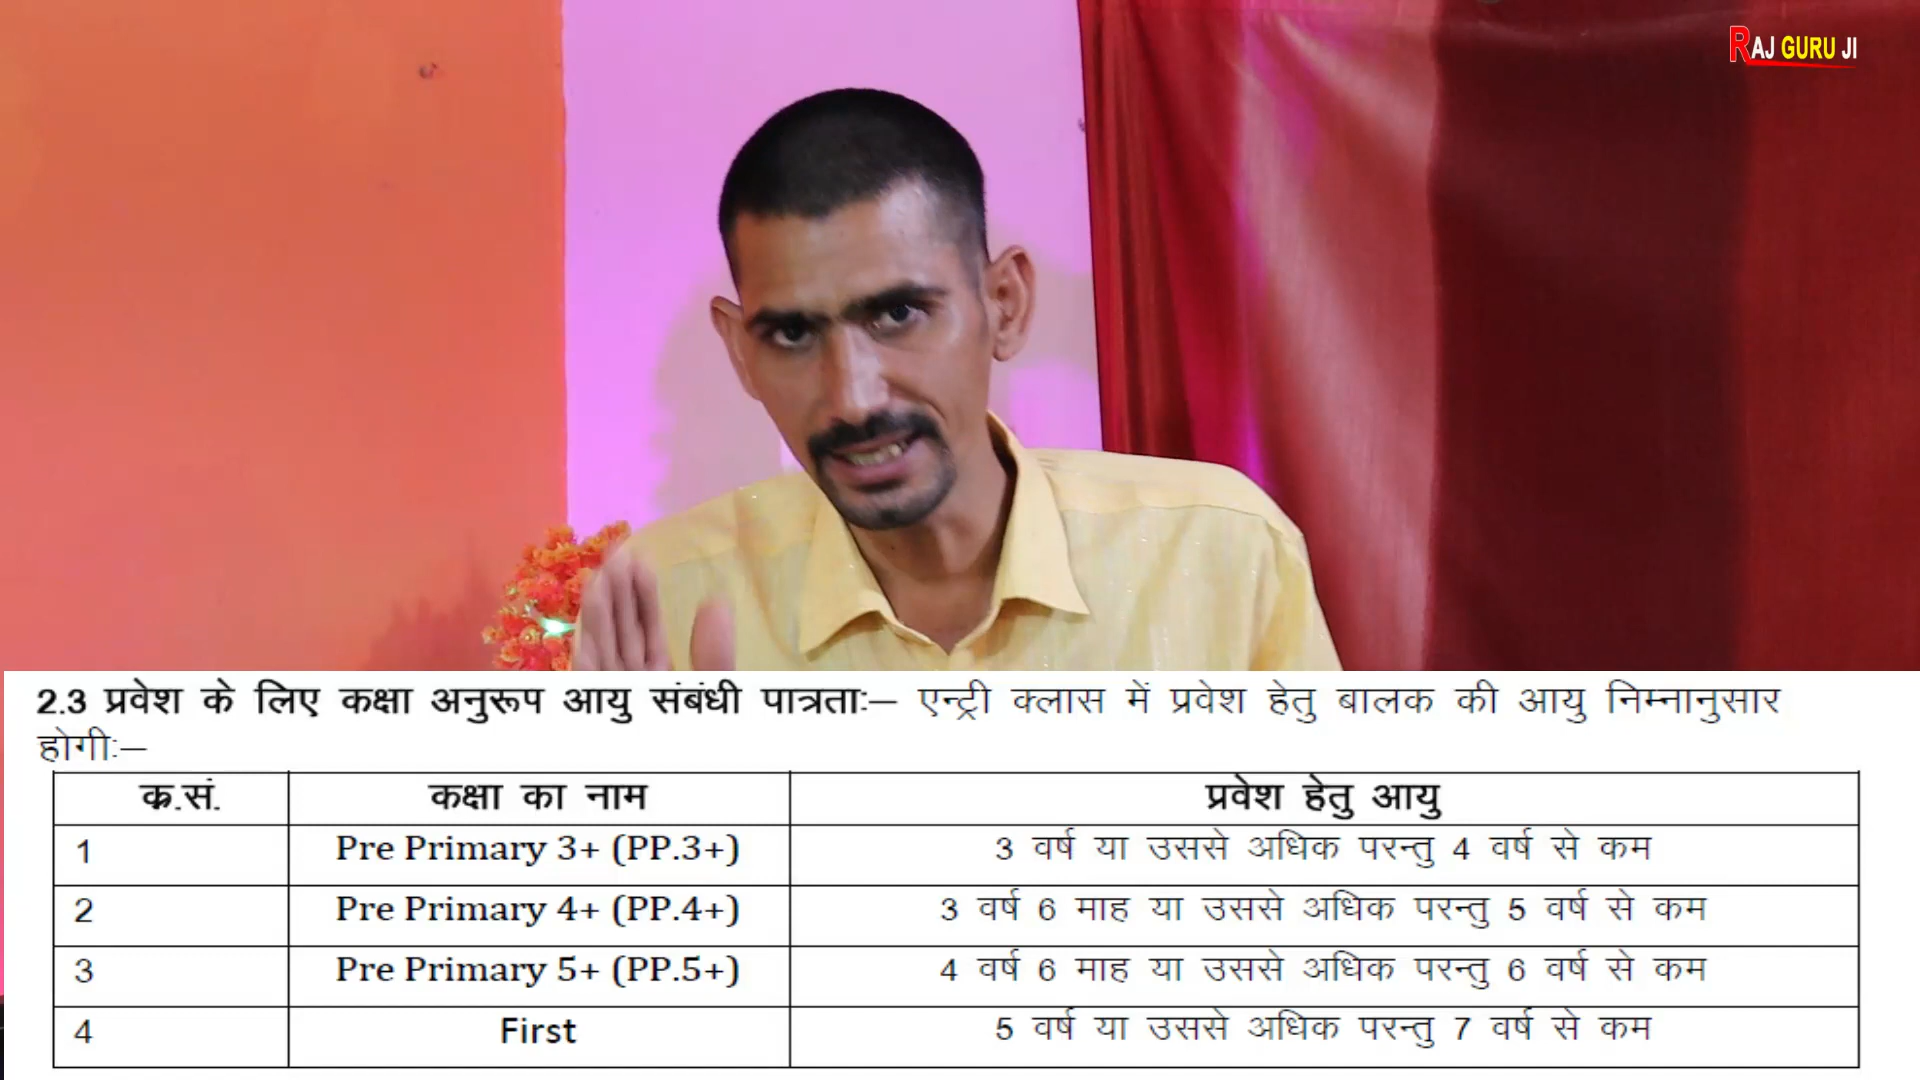 RAJ GURU JI
2.3 प्रवेश के लिए कक्षा अनुरूप आयु संबंधी पात्रताः– एन्ट्री क्लास में प्रवेश हेतु बालक की आयु निम्नानुसार
होगीः–
क्र.सं. कक्षा का नाम प्रवेश हेतु आयु
1 Pre Primary 3+ (PP.3+) 3 वर्ष या उससे अधिक परन्तु 4 वर्ष से कम
2 Pre Primary 4+ (PP.4+) 3 वर्ष 6 माह या उससे अधिक परन्तु 5 वर्ष से कम
3 Pre Primary 5+ (PP.5+) 4 वर्ष 6 माह या उससे अधिक परन्तु 6 वर्ष से कम
4 First 5 वर्ष या उससे अधिक परन्तु 7 वर्ष से कम